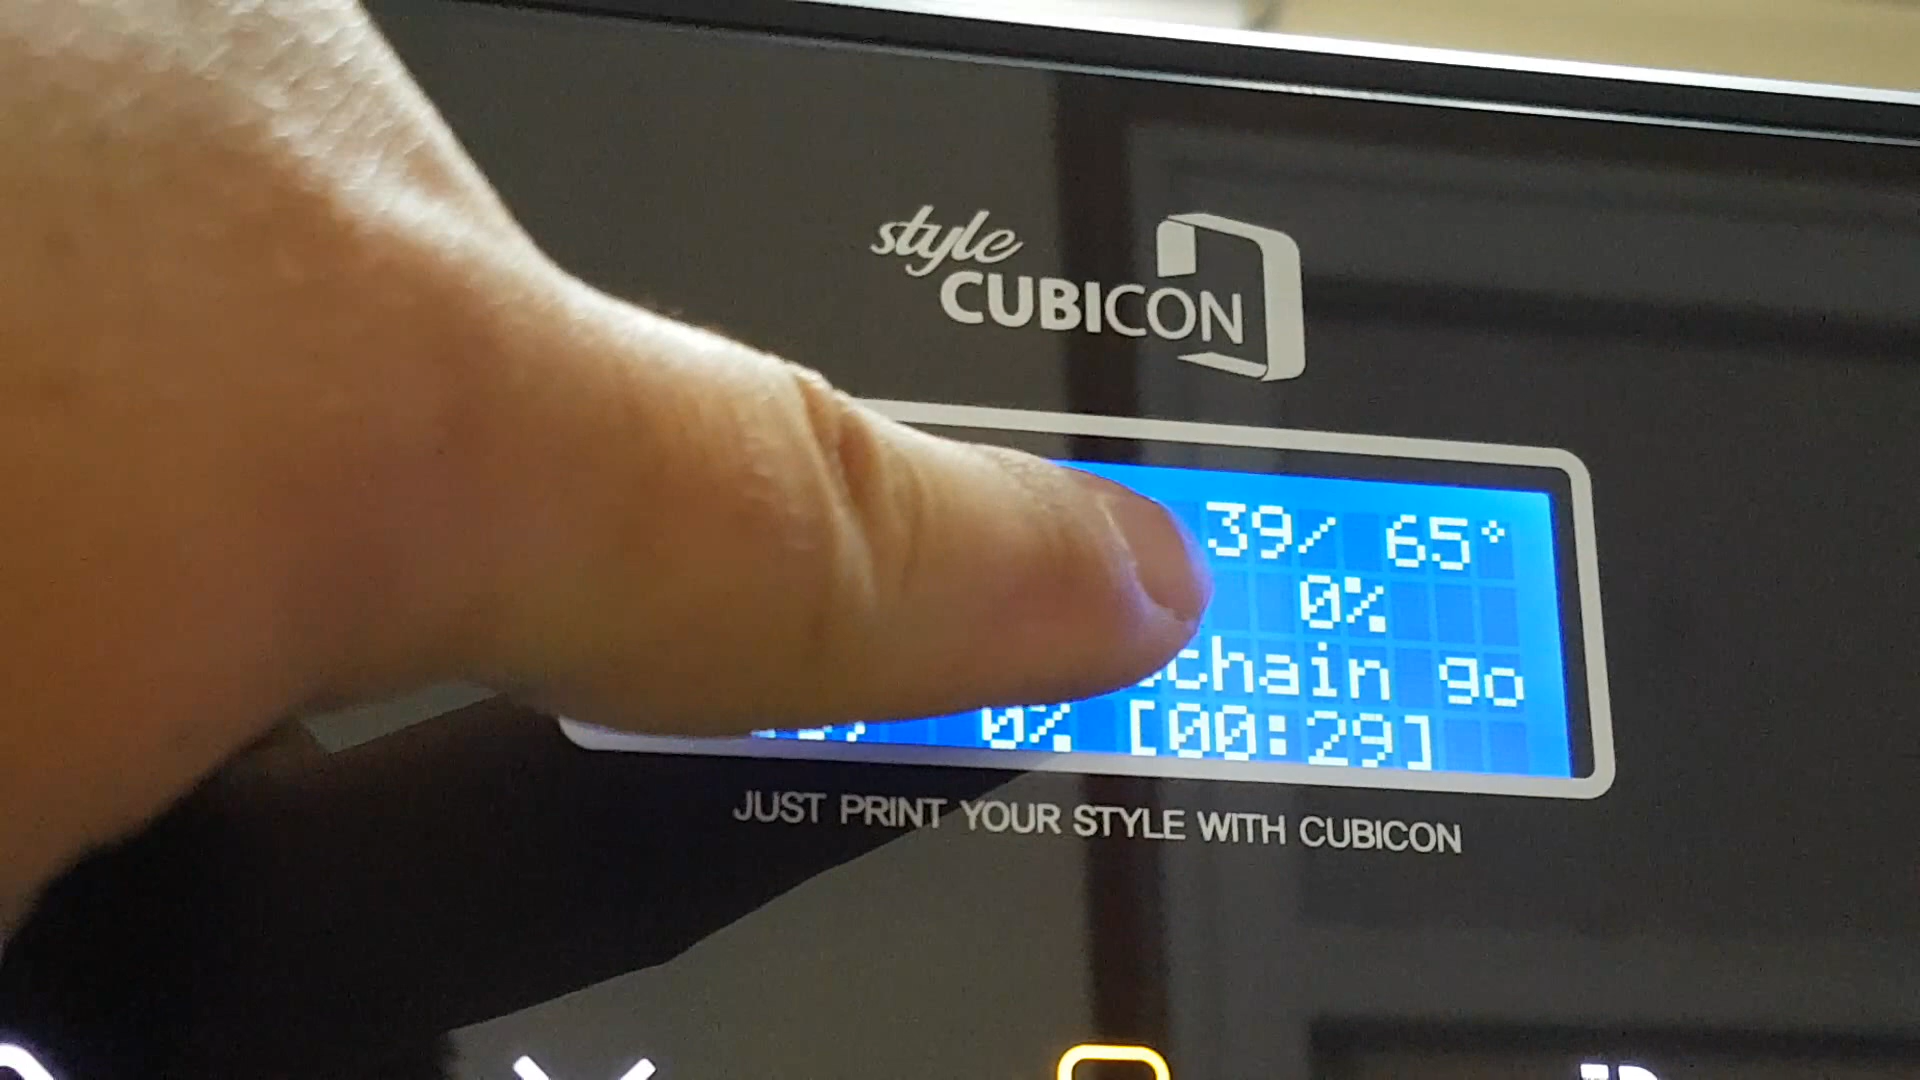 style
CUBICON
39/ 65°
0%
chain go
0% [00:29]
JUST PRINT YOUR STYLE WITH CUBICON